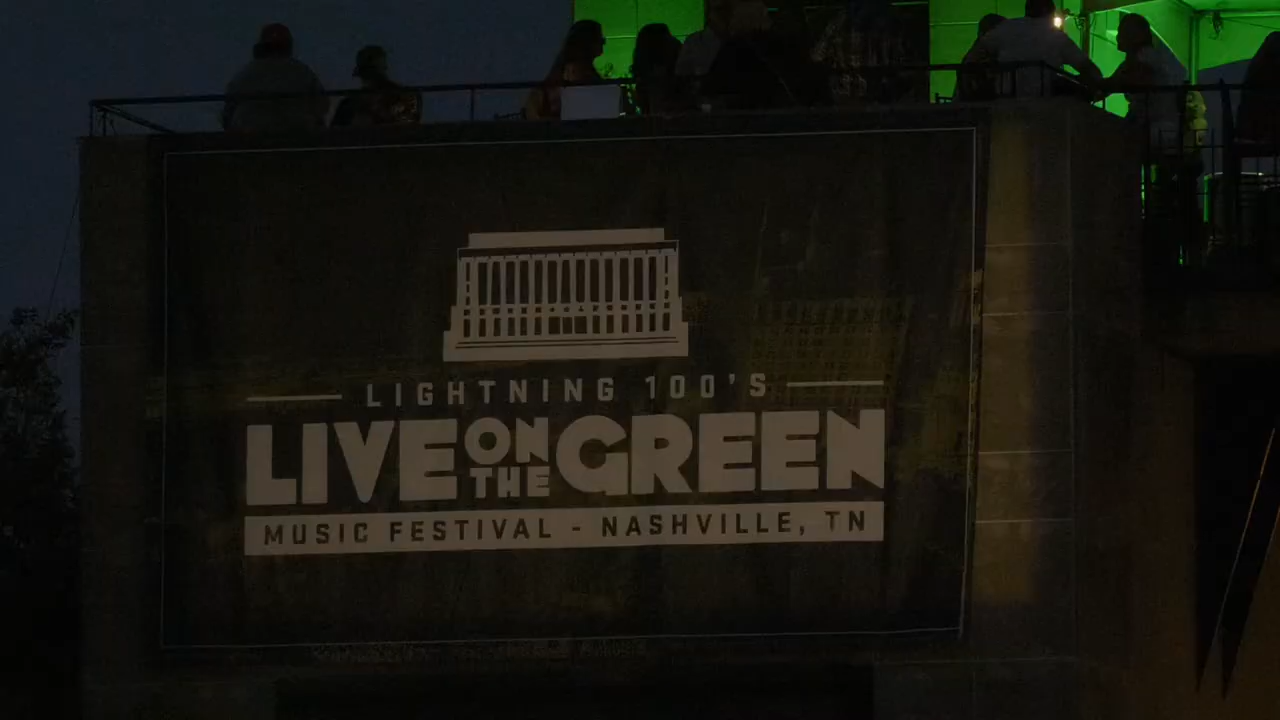 LIGHTNING 100'S
LIVE ON THE GREEN
MUSIC FESTIVAL - NASHVILLE, TN